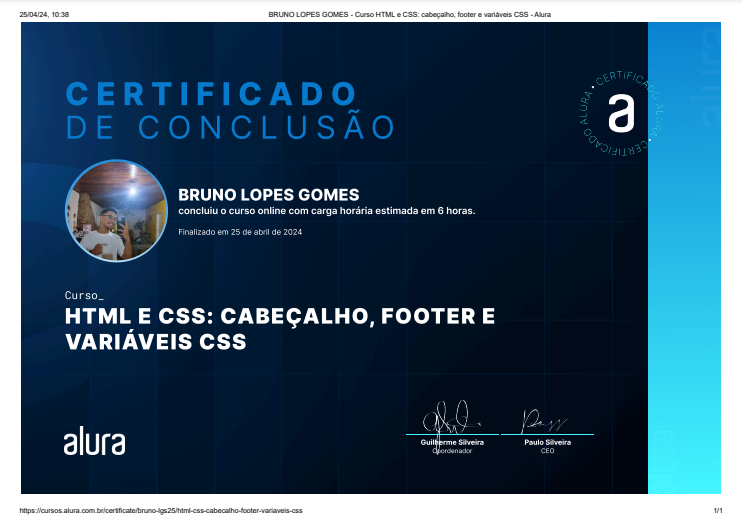 25/04/24, 10:38
BRUNO LOPES GOMES - Curso HTML e CSS: cabeçalho, footer e variáveis CSS - Alura
CERTIFICADO
DE CONCLUSÃO
• CERTIFICADO ALURA • CERTIFICADO ALURA
a
alura
BRUNO LOPES GOMES
concluiu o curso online com carga horária estimada em 6 horas.
Finalizado em 25 de abril de 2024
Curso_
HTML E CSS: CABEÇALHO, FOOTER E
VARIÁVEIS CSS
alura
Guilherme Silveira
Coordenador
Paulo Silveira
CEO
https://cursos.alura.com.br/certificate/bruno-lgs25/html-css-cabecalho-footer-variaveis-css
1/1